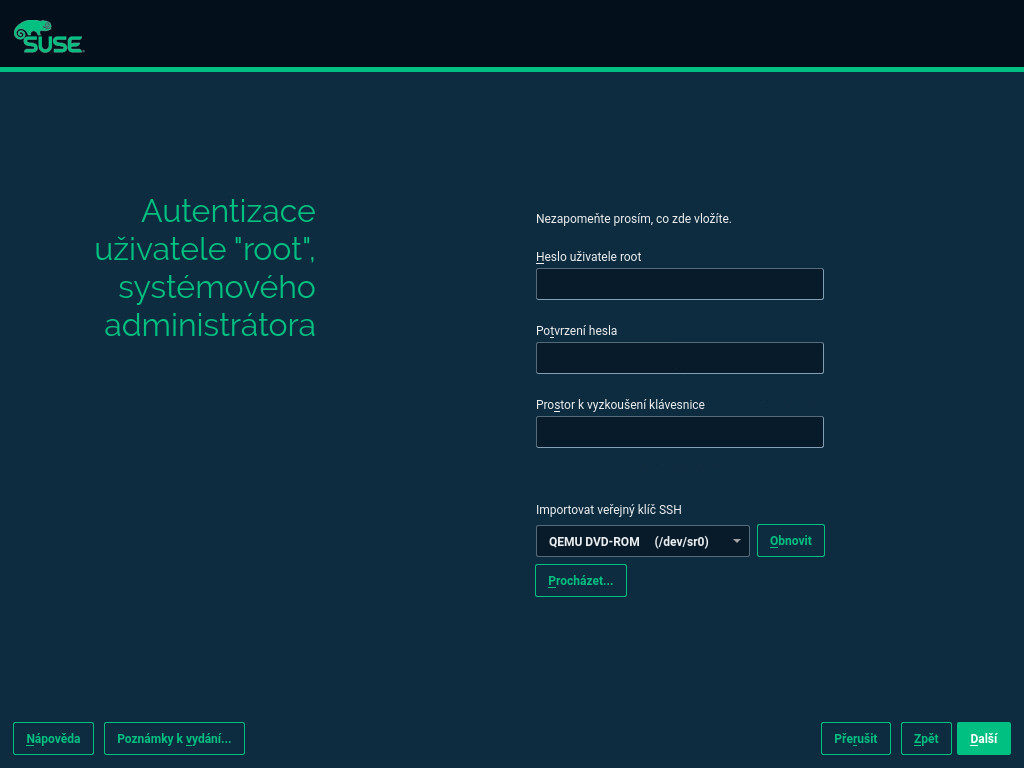 SUSE
Autentizace
uživatele "root",
systémového
administrátora
Nezapomeňte prosím, co zde vložíte.
Heslo uživatele root
Potvrzení hesla
Prostor k vyzkoušení klávesnice
Importovat veřejný klíč SSH
QEMU DVD-ROM (/dev/sr0)
Obnovit
Procházet...
Nápověda
Poznámky k vydání...
Přerušit
Zpět
Další